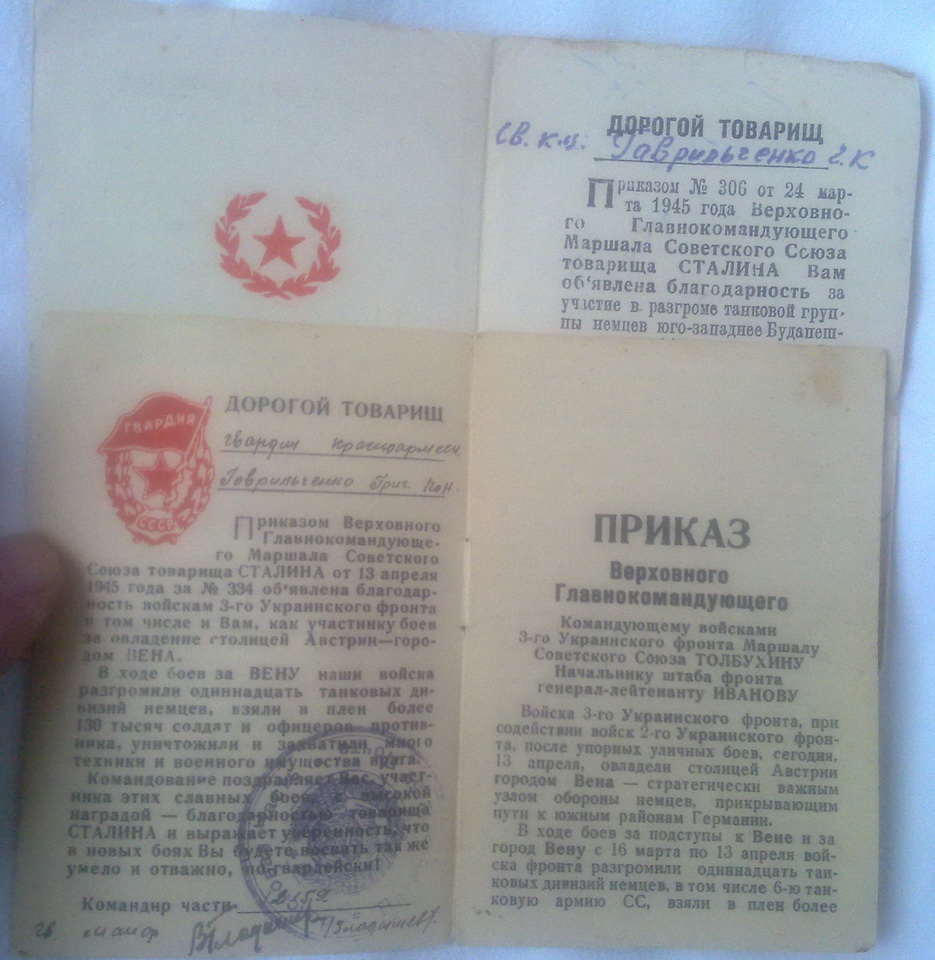 ДОРОГОЙ ТОВАРИЩ
Гаврильченко Г. К
Приказом № 306 от 24 мар-
та 1945 года Верховно-
го Главнокомандующего
Маршала Советского Союза
товарища СТАЛИНА Вам
об‘явлена благодарность за
участие в разгроме танковой груп-
пы немцев юго-западнее Будапеш-
ГВАРДИЯ
СССР
ДОРОГОЙ ТОВАРИЩ
гвардии красноармеец
Гаврильченко Григ. Кон.
Приказом Верховного
Главнокомандующе-
го Маршала Советского
Союза товарища СТАЛИНА от 13 апреля
1945 года за № 334 об‘явлена благодар-
ность войскам 3-го Украинского фронта
в том числе и Вам, как участнику боев
за овладение столицей Австрии—горо-
дом ВЕНА.
В ходе боев за ВЕНУ наши войска
разгромили одиннадцать танковых ди-
визий немцев, взяли в плен более
130 тысяч солдат и офицеров против-
ника, уничтожили и захватили много
техники и военного имущества врага.
Командование поздравляет Вас, участ-
ника этих славных боев, с высокой
наградой — благодарностью товарища
СТАЛИНА и выражает уверенность, что
в новых боях Вы будете воевать так же
умело и отважно, по-гвардейски!
Командир части
гв. майор
ПРИКАЗ
Верховного
Главнокомандующего
Командующему войсками
3-го Украинского фронта Маршалу
Советского Союза ТОЛБУХИНУ
Начальнику штаба фронта
генерал-лейтенанту ИВАНОВУ
Войска 3-го Украинского фронта, при
содействии войск 2-го Украинского фрон-
та, после упорных уличных боев, сегодня,
13 апреля, овладели столицей Австрии
городом Вена — стратегически важным
узлом обороны немцев, прикрывающим
пути к южным районам Германии.
В ходе боев за подступы к Вене и за
город Вену с 16 марта по 13 апреля вой-
ска фронта разгромили одиннадцать тан-
ковых дивизий немцев, в том числе 6-ю тан-
ковую армию СС, взяли в плен более